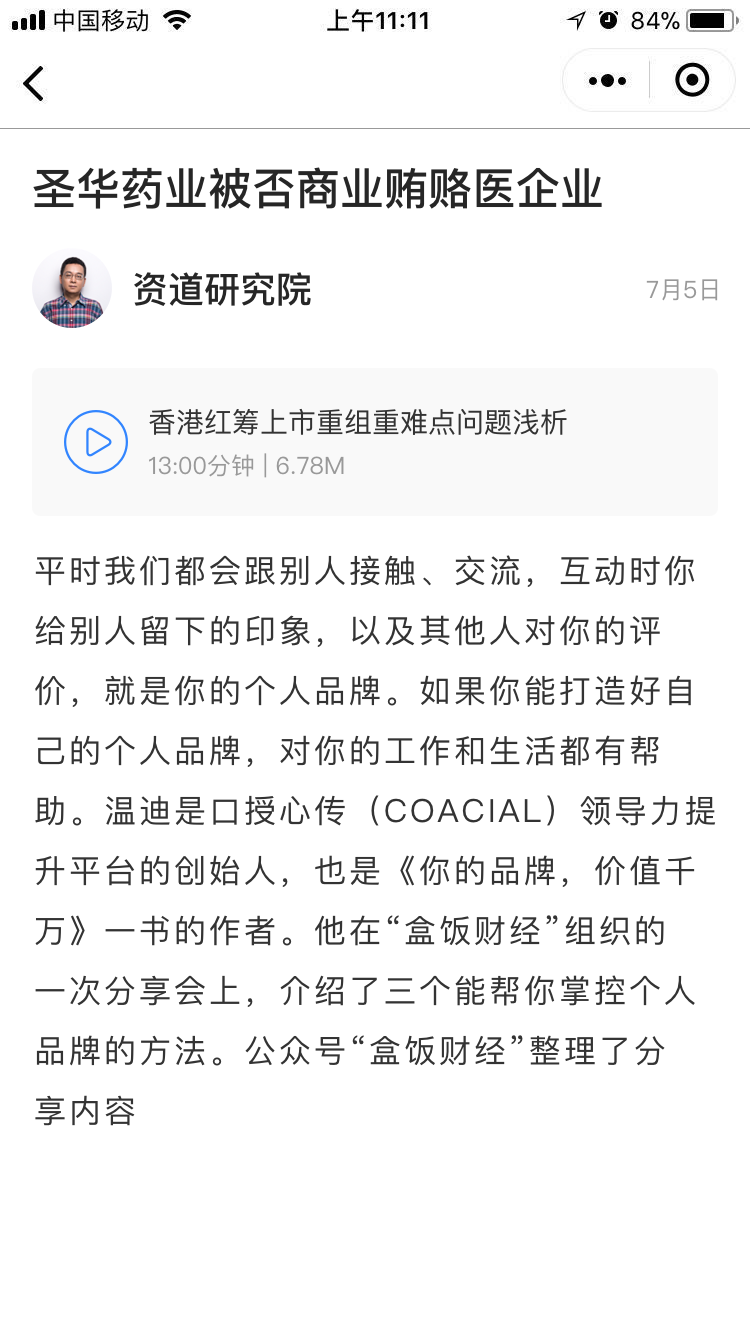 中国移动 上午11:11 84%
圣华药业被否商业贿赂医企业
资道研究院 7月5日
香港红筹上市重组重难点问题浅析
13:00分钟 | 6.78M
平时我们都会跟别人接触、交流，互动时你
给别人留下的印象，以及其他人对你的评
价，就是你的个人品牌。如果你能打造好自
己的个人品牌，对你的工作和生活都有帮
助。温迪是口授心传（COACIAL）领导力提
升平台的创始人，也是《你的品牌，价值千
万》一书的作者。他在“盒饭财经”组织的
一次分享会上，介绍了三个能帮你掌控个人
品牌的方法。公众号“盒饭财经”整理了分
享内容